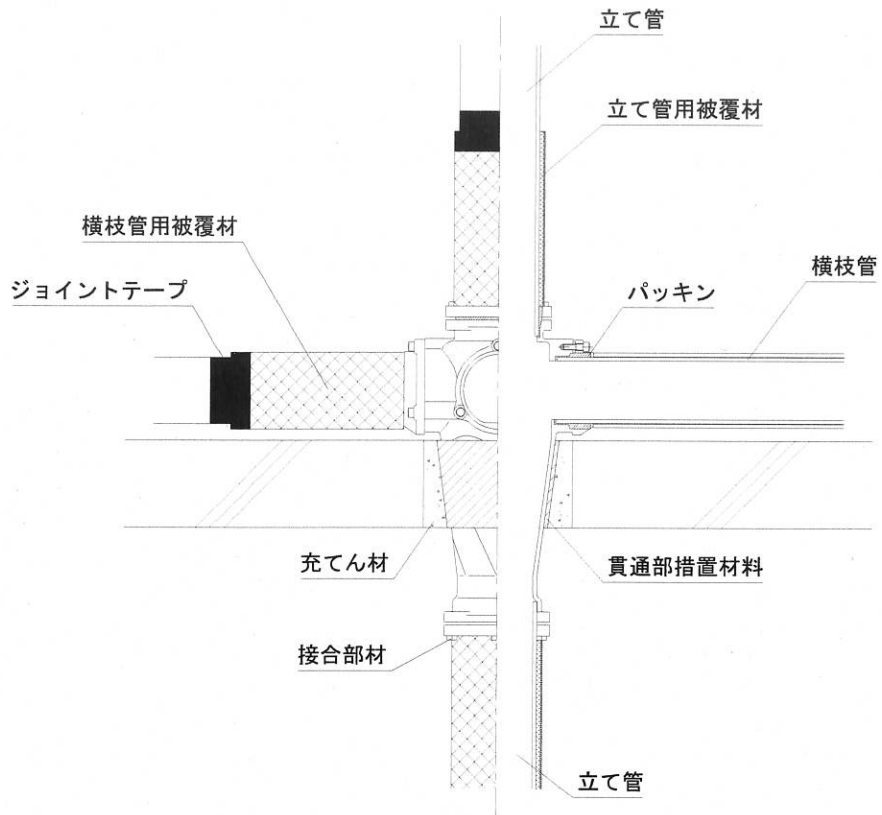 立て管
立て管用被覆材
横枝管用被覆材
横枝管
ジョイントテープ
パッキン
充てん材
貫通部措置材料
接合部材
立て管